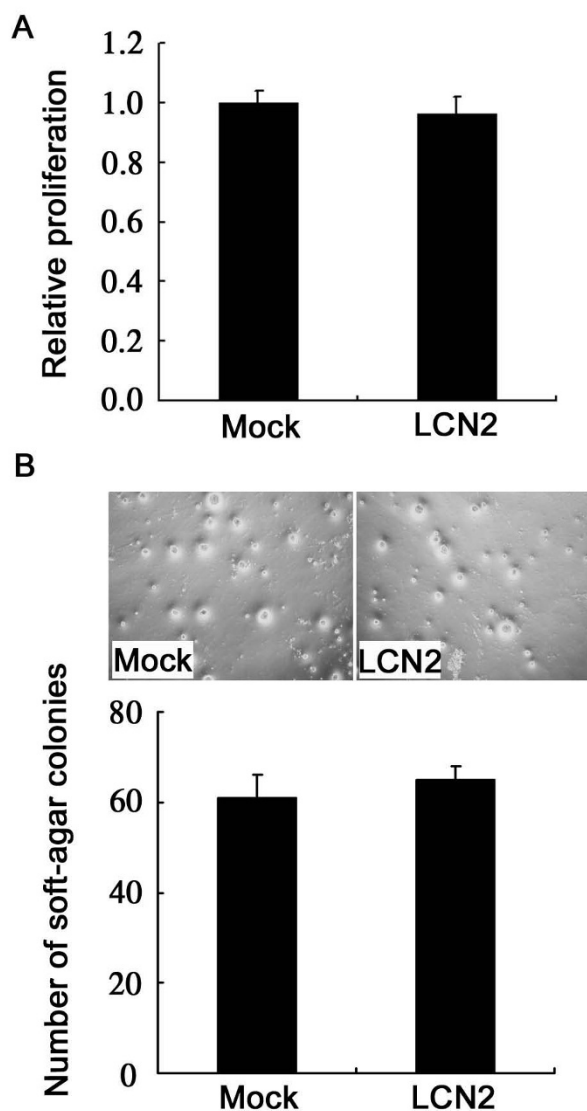 A
Relative proliferation
1.2
1.0
0.8
0.6
0.4
0.2
0.0
Mock
LCN2
B
Mock
LCN2
Number of soft-agar colonies
80
60
40
20
0
Mock
LCN2